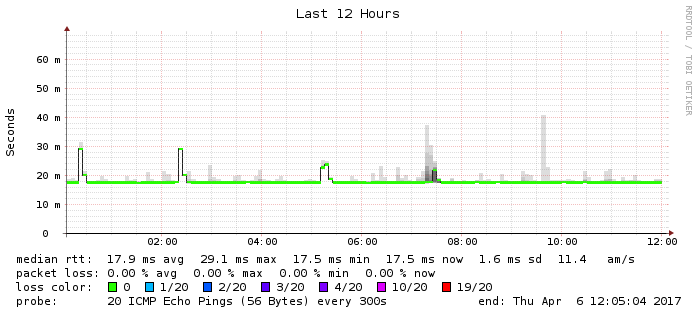 Last 12 Hours
RRDTOOL / TOBI OETIKER
Seconds
60 m
50 m
40 m
30 m
20 m
10 m
0
02:00 04:00 06:00 08:00 10:00 12:00
median rtt: 17.9 ms avg 29.1 ms max 17.5 ms min 17.5 ms now 1.6 ms sd 11.4 am/s
packet loss: 0.00 % avg 0.00 % max 0.00 % min 0.00 % now
loss color: 0 1/20 2/20 3/20 4/20 10/20 19/20
probe: 20 ICMP Echo Pings (56 Bytes) every 300s end: Thu Apr 6 12:05:04 2017